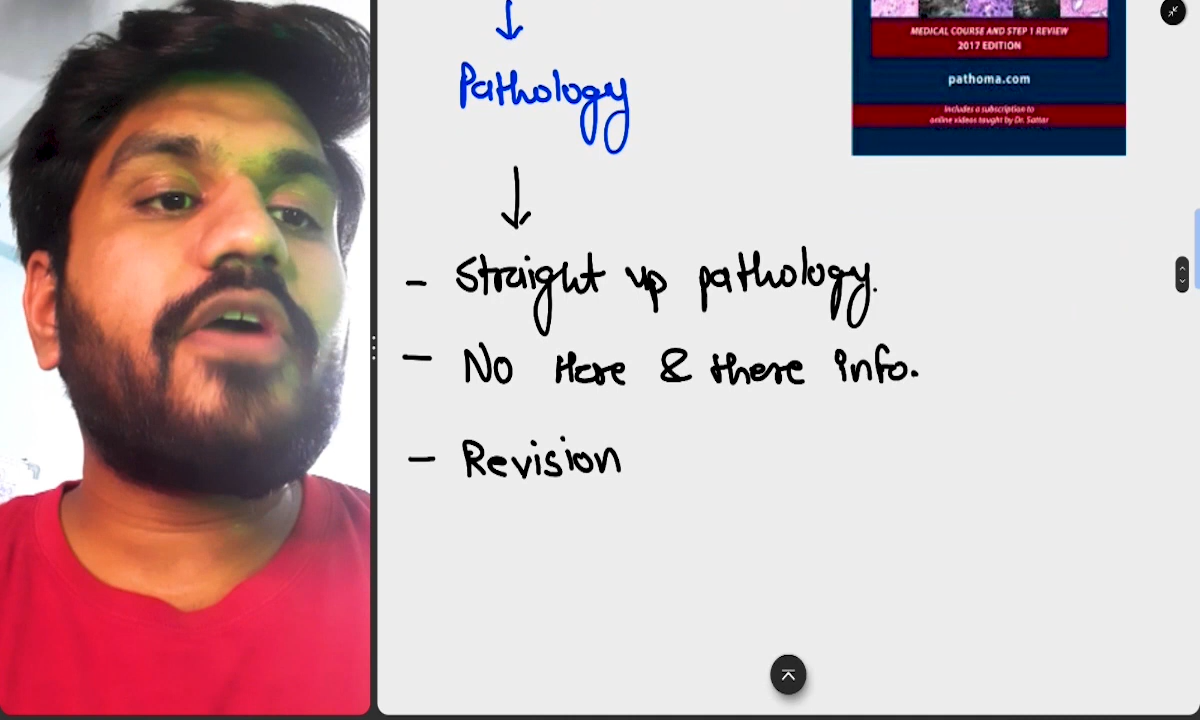 MEDICAL COURSE AND STEP 1 REVIEW
2017 EDITION
pathoma.com
Includes a subscription to
online videos taught by Dr. Sattar
Pathology
- Straight up pathology.
- No Here & there info.
- Revision